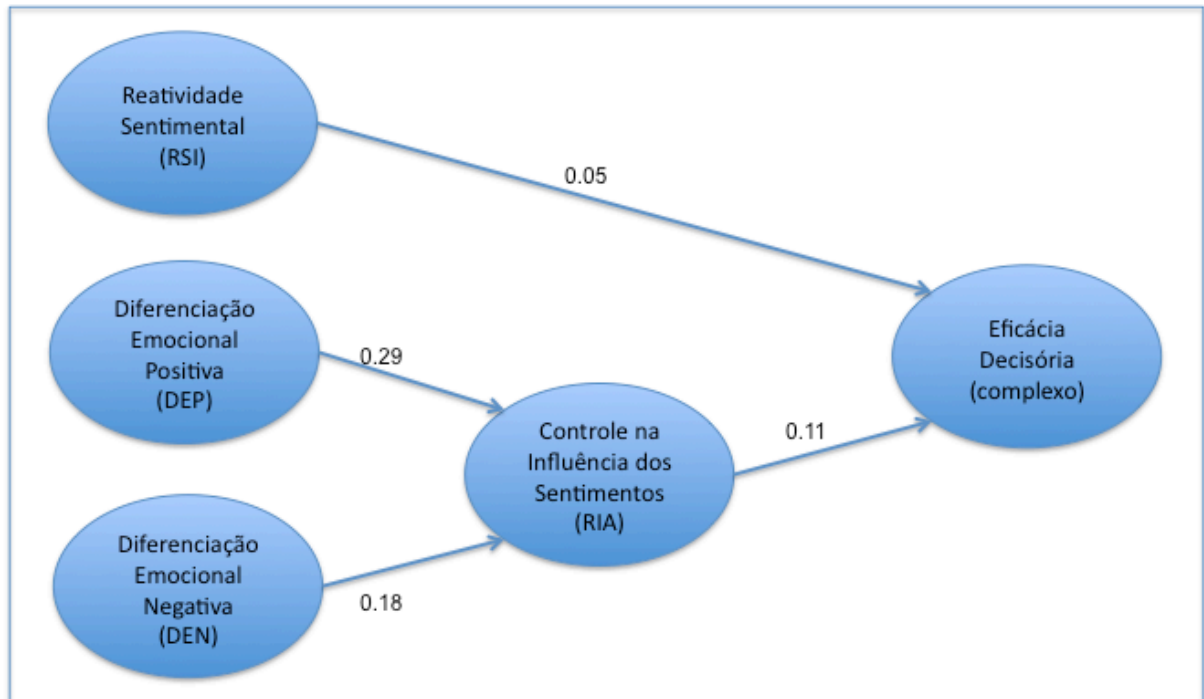 Reatividade
Sentimental
(RSI)
0.05
Diferenciação
Emocional
Positiva
(DEP)
0.29
Eficácia
Decisória
(complexo)
Controle na
Influência dos
Sentimentos
(RIA)
0.11
Diferenciação
Emocional
Negativa
(DEN)
0.18